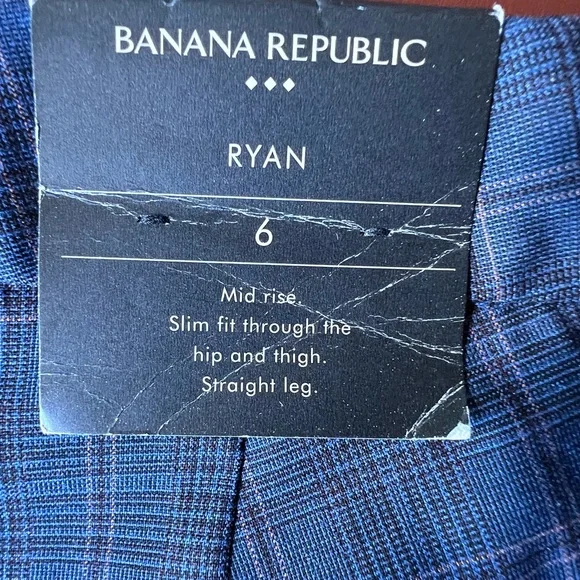 BANANA REPUBLIC
RYAN
6
Mid rise.
Slim fit through the
hip and thigh.
Straight leg.